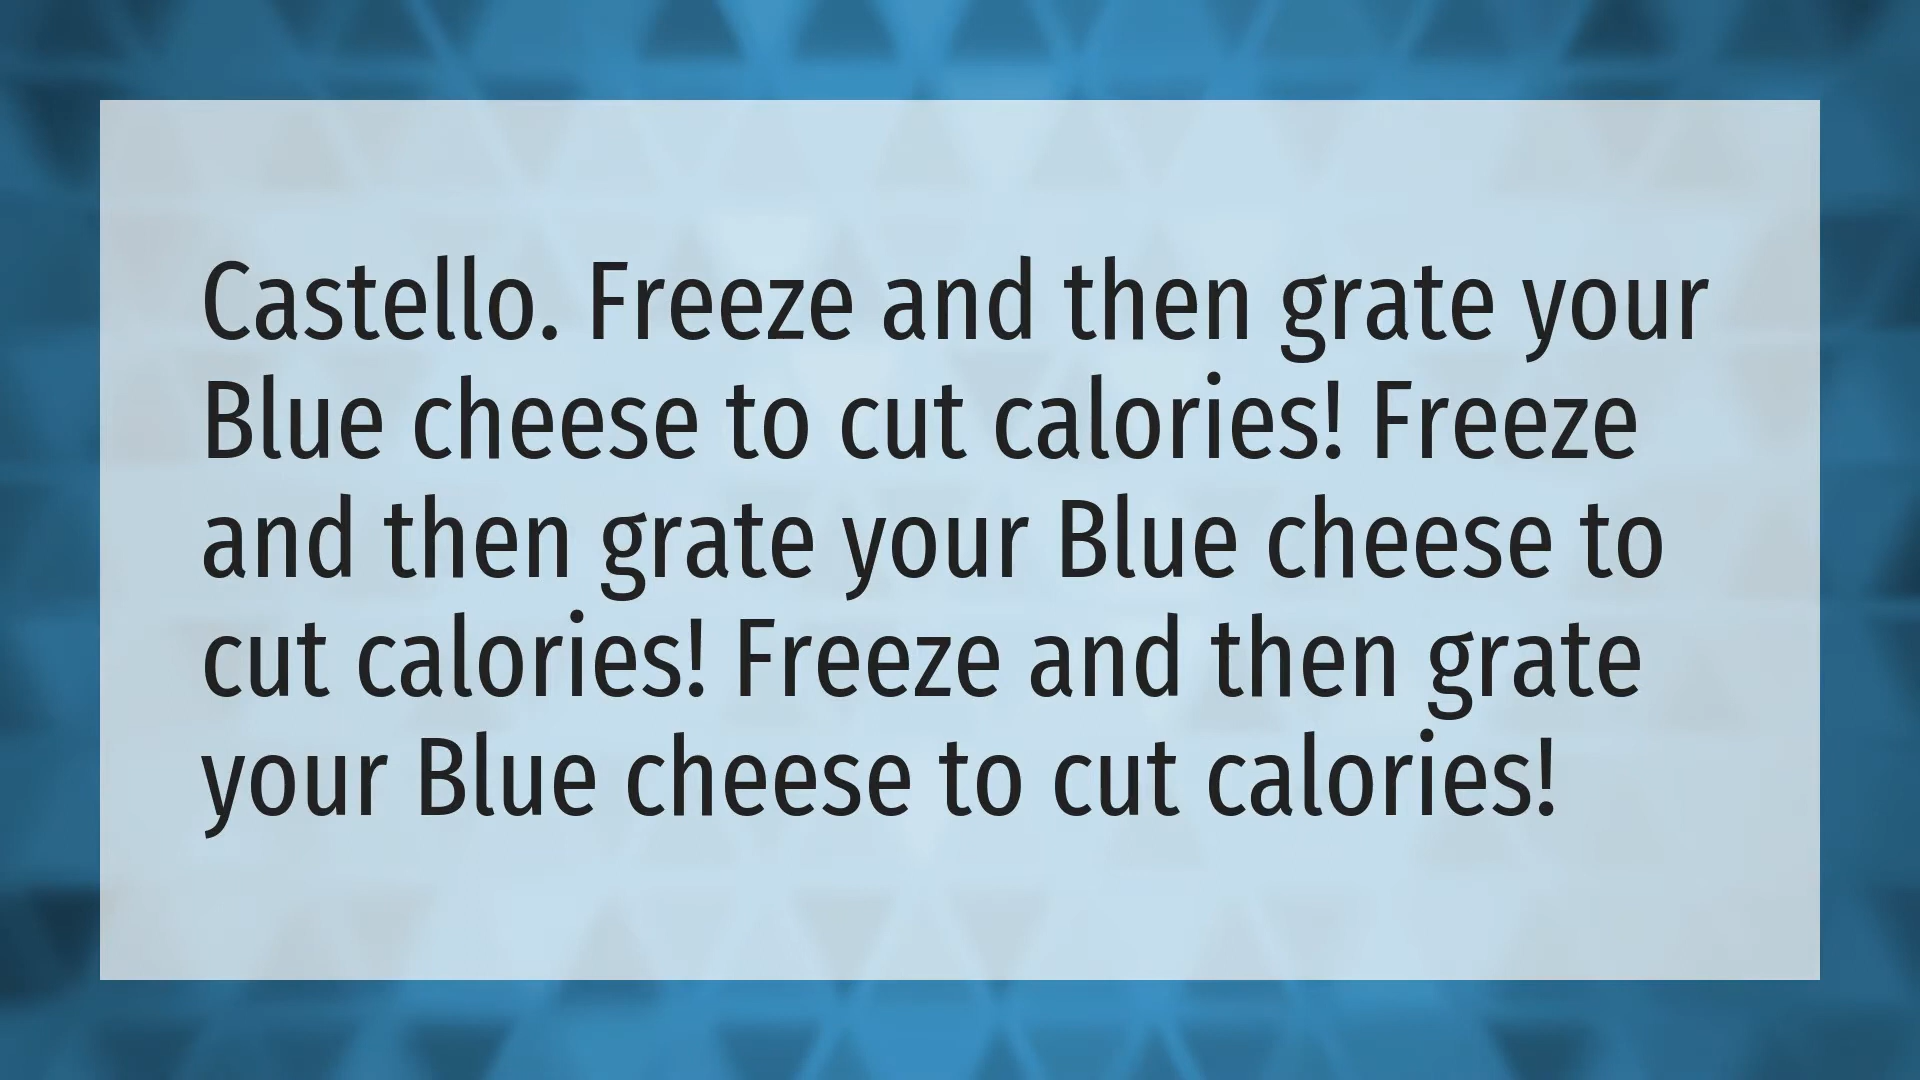 Castello. Freeze and then grate your
Blue cheese to cut calories! Freeze
and then grate your Blue cheese to
cut calories! Freeze and then grate
your Blue cheese to cut calories!